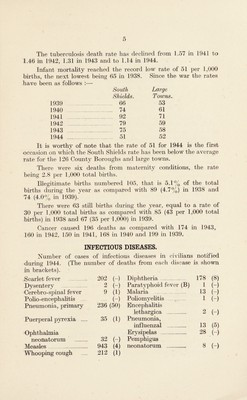 5
The tuberculosis death rate has declined from 1.57 in 1941 to
1.46 in 1942, 1.31 in 1943 and to 1.14 in 1944.
Infant mortality reached the record low rate of 51 per 1,000
births, the next lowest being 65 in 1938. Since the war the rates
have been as follows :—
South Large
Shields. Towns.
1939 66 53
1940 74 61
1941 92 71
1942 79 59
1943 75 58
1944 51 52
It is worthy of note that the rate of 51 for 1944 is the first
occasion on which the South Shields rate has been below the average
rate for the 126 County Boroughs and large towns.
There were six deaths from maternity conditions, the rate
being 2.8 per 1,000 total births.
Illegitimate births numbered 105, that is 5.1% of the total
births during the year as compared with 89 (4.7%) in 1938 and
74 (4.0% in 1939).
There were 63 still births during the year, equal to a rate of
30 per 1,000 total births as compared with 85 (43 per 1,000 total
births) in 1938 and 67 (35 per 1,000) in 1939.
Cancer caused 196 deaths as compared with 174 in 1943,
160 in 1942, 150 in 1941, 168 in 1940 and 199 in 1939.
INFECTIOUS DISEASES.
Number of cases of infectious diseases in civilians notified
during 1944. (The number of deaths from each disease is shown
in brackets).
Scarlet fever 202 (-)
Dysentery 2 (-)
Cerebro-spinal fever 9 (1)
Polio-encephalitis (-)
Pneumonia, primary 236 (50)
Puerperal pyrexia 35 (1)
Ophthalmia
neonatorum 32 (-)
Measles 943 (4)
Whooping cough 212 (1)
Diphtheria 178 (8)
Paratyphoid fever (B) 1 (-)
Malaria 13 (-)
Poliomyelitis 1 (-)
Encephalitis
lethargica 2 (-)
Pneumonia,
influenzal 13 (5)
Erysipelas 28 (-)
Pemphigus
neonatorum 8 (-)